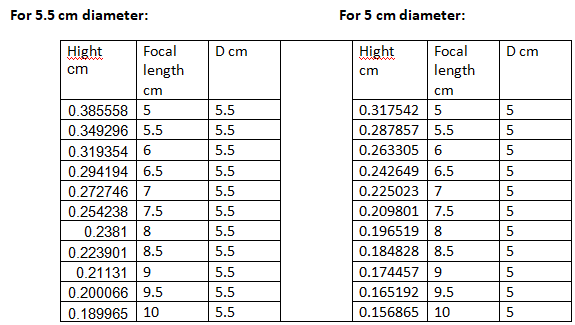 For 5.5 cm diameter: For 5 cm diameter:
Hight cm Focal length cm D cm Hight cm Focal length cm D cm
0.385558 5 5.5 0.317542 5 5
0.349296 5.5 5.5 0.287857 5.5 5
0.319354 6 5.5 0.263305 6 5
0.294194 6.5 5.5 0.242649 6.5 5
0.272746 7 5.5 0.225023 7 5
0.254238 7.5 5.5 0.209801 7.5 5
0.2381 8 5.5 0.196519 8 5
0.223901 8.5 5.5 0.184828 8.5 5
0.21131 9 5.5 0.174457 9 5
0.200066 9.5 5.5 0.165192 9.5 5
0.189965 10 5.5 0.156865 10 5